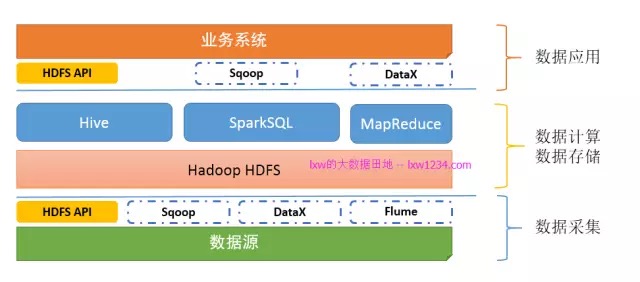 业务系统
HDFS API
Sqoop
DataX
数据应用
Hive
SparkSQL
MapReduce
数据计算
数据存储
lxw的大数据田地 -- lxw1234.com
Hadoop HDFS
HDFS API
Sqoop
DataX
Flume
数据采集
数据源